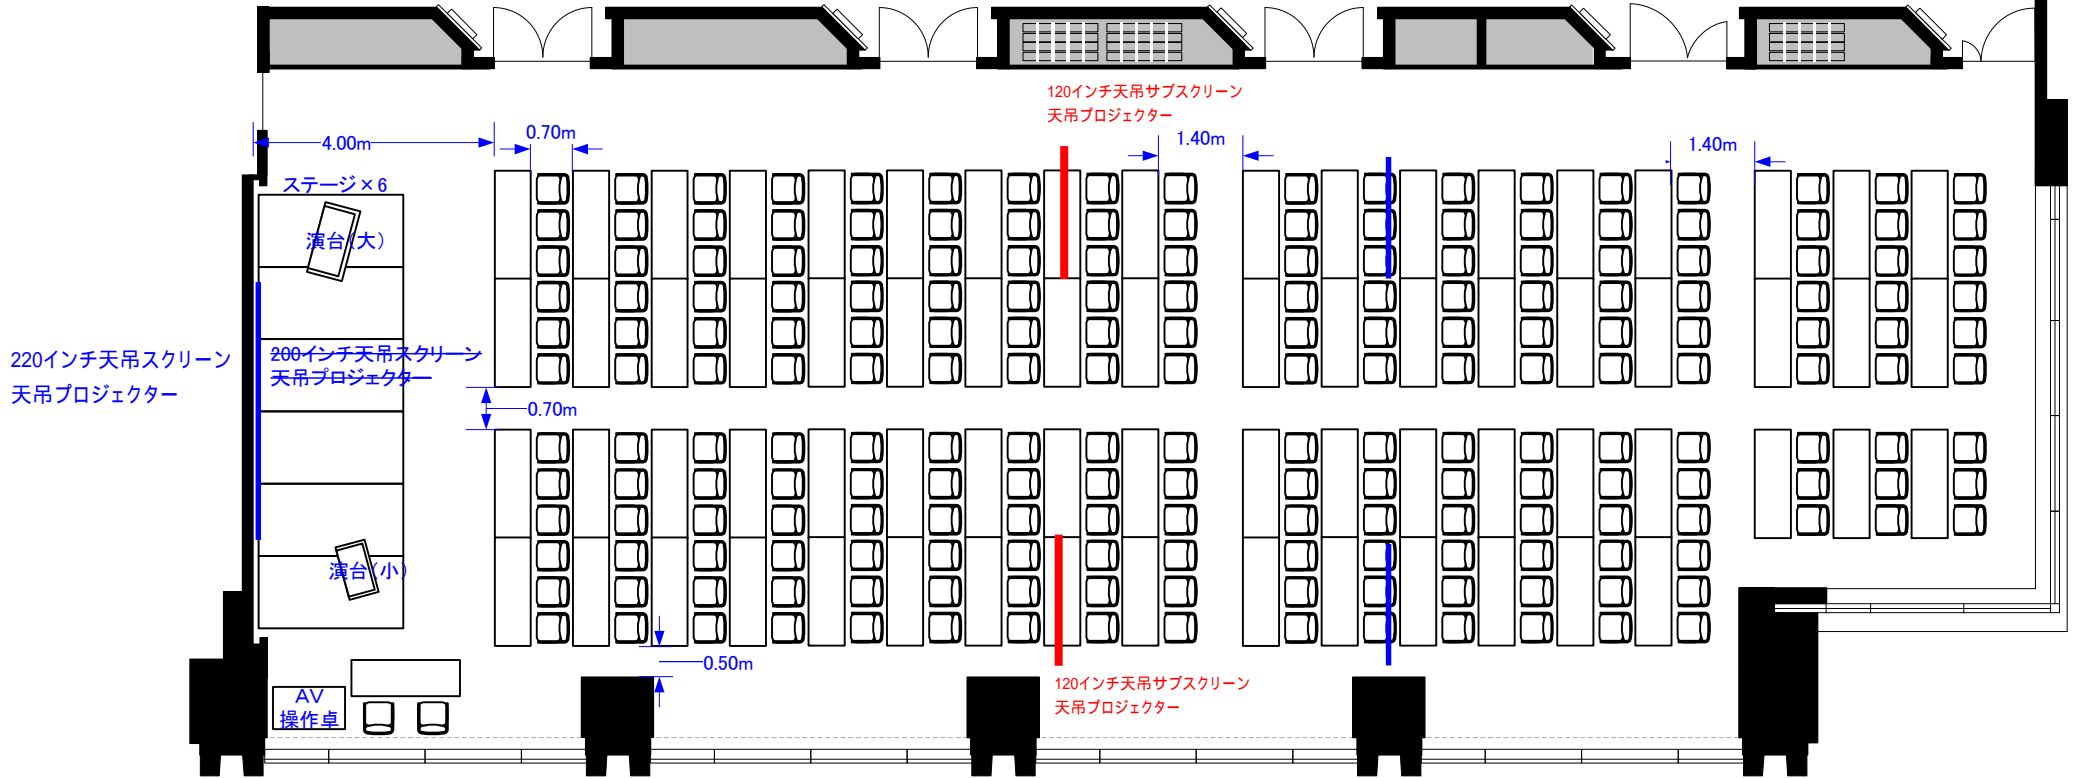 120インチ天吊サブスクリーン
天吊プロジェクター
4.00m
0.70m
1.40m
1.40m
ステージ×6
演台(大)
220インチ天吊スクリーン
天吊プロジェクター
200インチ天吊スクリーン
天吊プロジェクター
0.70m
演台(小)
0.50m
120インチ天吊サブスクリーン
天吊プロジェクター
AV
操作卓